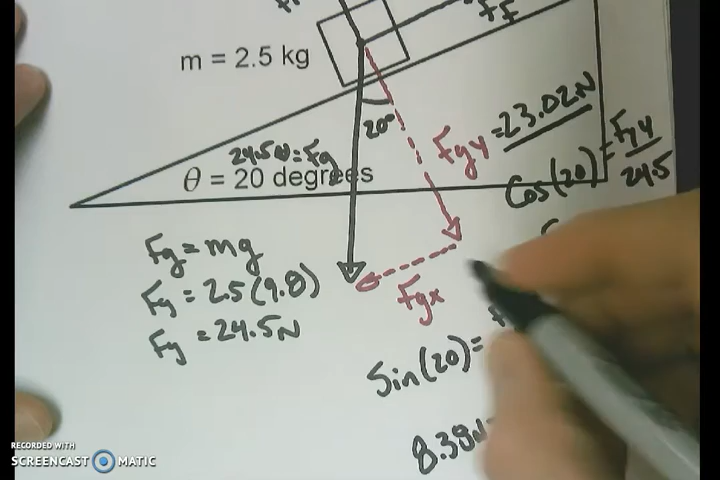 m = 2.5 kg
20°
24.5N=Fg
θ = 20 degrees
Fgy =23.02N
Cos(20) = Fgy/24.5
Fg = mg
Fg = 2.5(9.8)
Fg = 24.5N
Fgx
Sin(20)=
8.38N=
RECORDED WITH
SCREENCAST MATIC